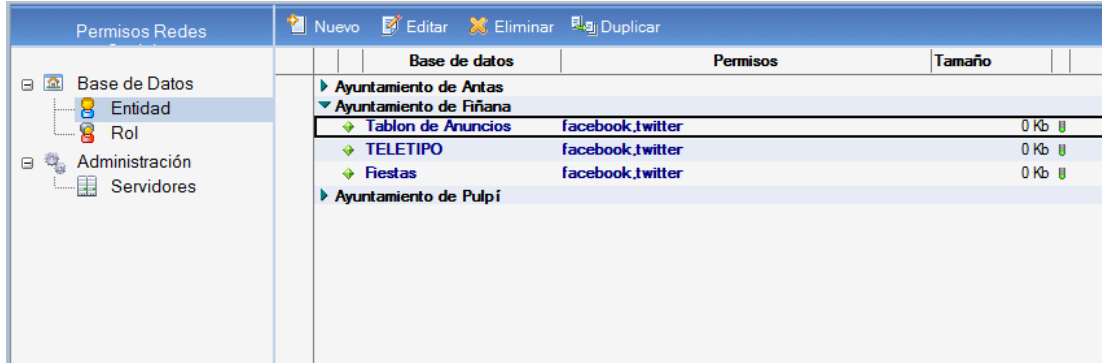 Permisos Redes
Nuevo Editar Eliminar Duplicar
Base de Datos
Entidad
Rol
Administración
Servidores
Base de datos Permisos Tamaño
Ayuntamiento de Antas
Ayuntamiento de Fiñana
Tablon de Anuncios facebook,twitter 0 Kb
TELETIPO facebook,twitter 0 Kb
Fiestas facebook,twitter 0 Kb
Ayuntamiento de Pulpí